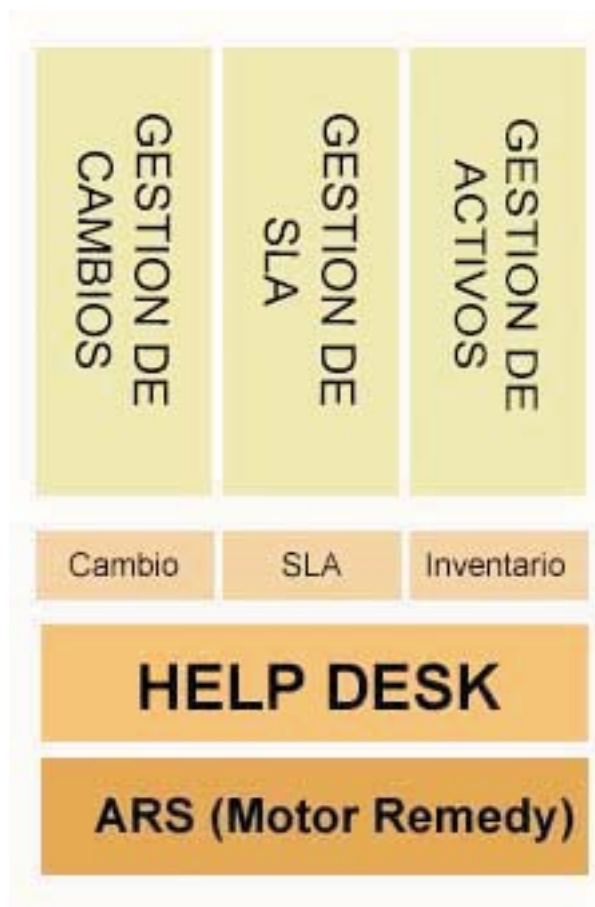 GESTION DE
CAMBIOS
GESTION DE
SLA
GESTION DE
ACTIVOS
Cambio
SLA
Inventario
HELP DESK
ARS (Motor Remedy)